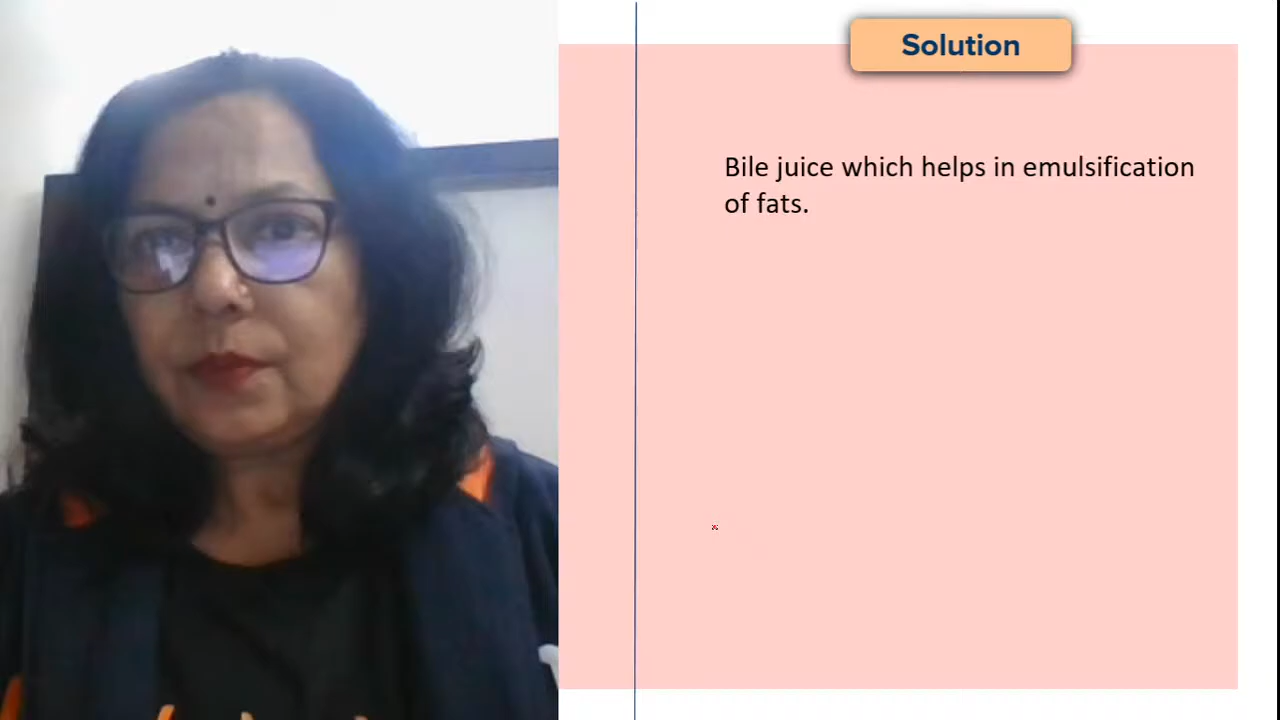 Solution
Bile juice which helps in emulsification
of fats.